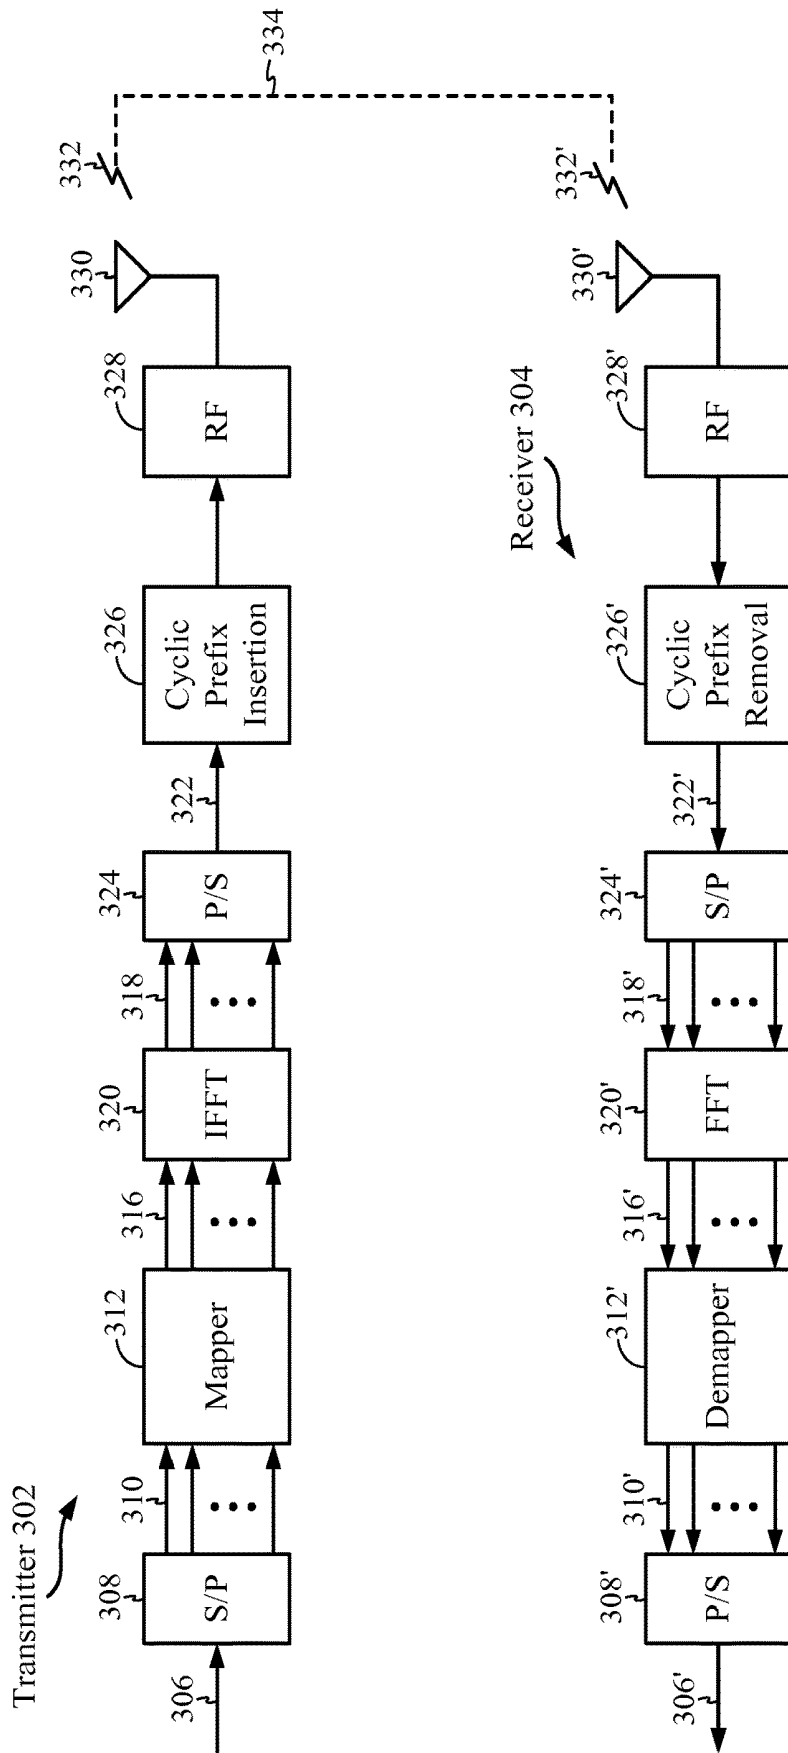 Transmitter 302
306
308
S/P
310
312
Mapper
316
320
IFFT
318
324
P/S
322
326
Cyclic
Prefix
Insertion
328
RF
330
332
334
Receiver 304
306'
308'
P/S
310'
312'
Demapper
316'
320'
FFT
318'
324'
S/P
322'
326'
Cyclic
Prefix
Removal
328'
RF
330'
332'